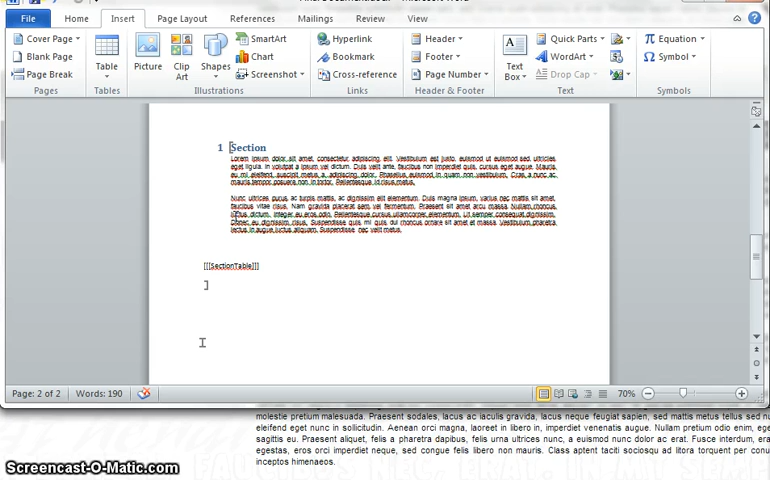 File Home Insert Page Layout References Mailings Review View
Cover Page
Blank Page
Page Break
Pages
Table
Tables
Picture Clip Art Shapes
SmartArt
Chart
Screenshot
Illustrations
Hyperlink
Bookmark
Cross-reference
Links
Header
Footer
Page Number
Header & Footer
Text Box
Quick Parts
WordArt
Drop Cap
Text
Equation
Symbol
Symbols
1 Section
Lorem ipsum dolor sit amet, consectetur adipiscing elit. Vestibulum est justo, euismod ut euismod sed, ultricies
eget ligula. In volutpat a ipsum vel dictum. Duis velit ante, faucibus non imperdiet quis, cursus eget augue. Mauris
eu mi eleifend, suscipit metus a, adipiscing dolor. Phasellus euismod in quam non vestibulum. Cras a nunc ac
mauris tempor posuere non in tortor. Pellentesque id risus metus.
Nunc ultrices purus, ac turpis mattis, ac dignissim elit elementum. Duis magna ipsum, varius nec mattis sit amet,
faucibus vitae risus. Nam gravida placerat sem vel fermentum. Praesent sit amet arcu massa. Nullam rhoncus
luctus dictum. Integer eu eros odio. Pellentesque cursus ullamcorper elementum. Ut semper consequat dignissim.
Donec eu dignissim risus. Suspendisse quis mi quis dui rhoncus ornare sit amet et massa. Vestibulum pharetra
lectus in augue luctus aliquam. Suspendisse nec velit metus.
[[[SectionTable]]]
]
Page: 2 of 2 Words: 190 70%
molestie pretium malesuada. Praesent sodales, lacus ac iaculis gravida, lacus neque feugiat sapien, sed mattis metus tellus sed
eleifend eget nunc in sollicitudin. Aenean orci magna, laoreet in libero in, imperdiet venenatis augue. Nullam pretium odio enim, ege
sagittis eu. Praesent aliquet, felis a pharetra dapibus, felis urna ultrices nunc, a euismod nunc dolor ac erat. Fusce interdum, era
egestas, eros orci imperdiet neque, sed congue felis libero non mauris. Class aptent taciti sociosqu ad litora torquent per conu
inceptos himenaeos.
Screencast-O-Matic.com